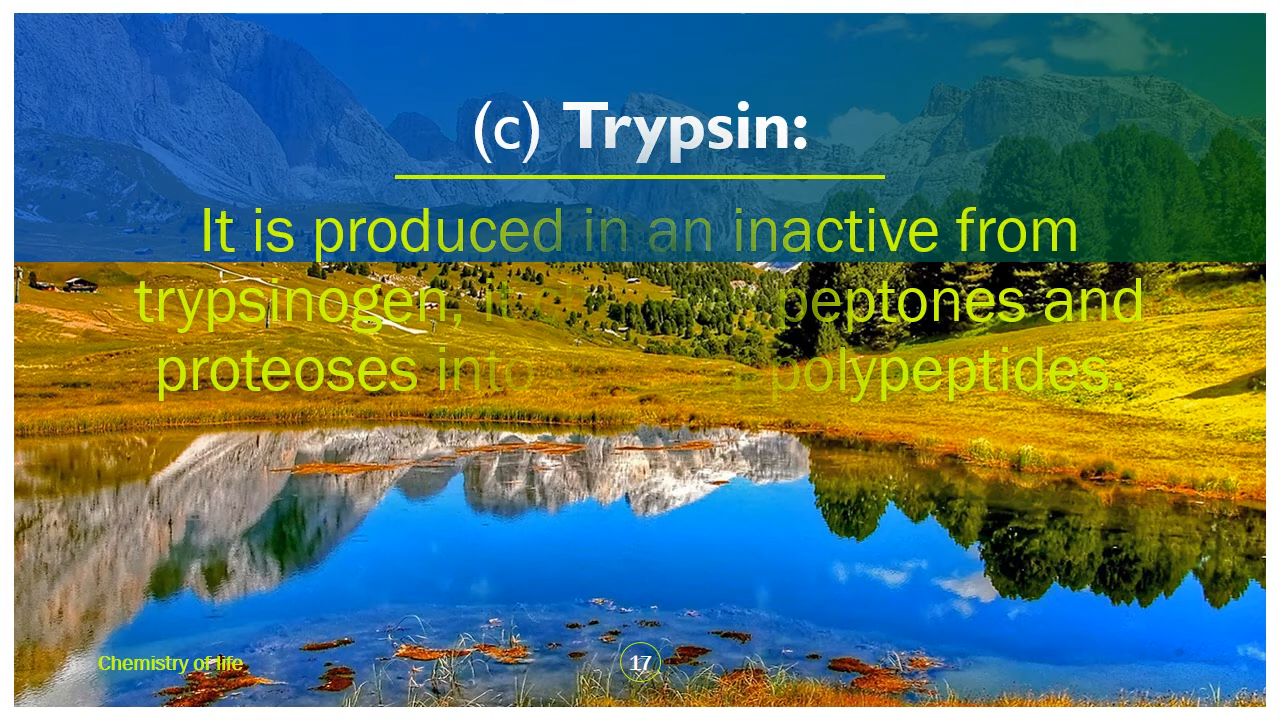 (c) Trypsin:
It is produced in an inactive from
trypsinogen, it peptones and
proteoses into polypeptides.
Chemistry of life
17